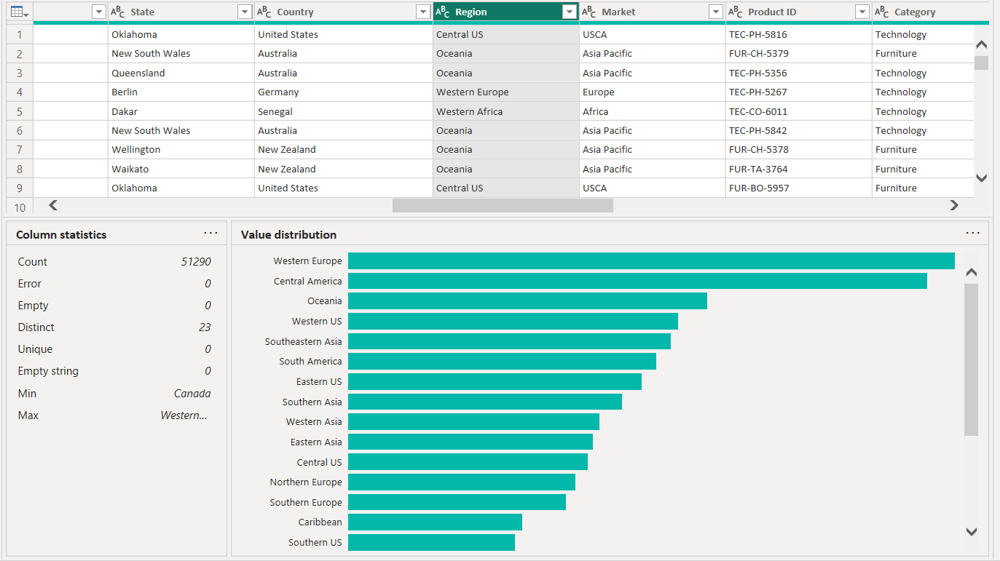 ABC State ABC Country ABC Region ABC Market ABC Product ID ABC Category
1 Oklahoma United States Central US USCA TEC-PH-5816 Technology
2 New South Wales Australia Oceania Asia Pacific FUR-CH-5379 Furniture
3 Queensland Australia Oceania Asia Pacific TEC-PH-5356 Technology
4 Berlin Germany Western Europe Europe TEC-PH-5267 Technology
5 Dakar Senegal Western Africa Africa TEC-CO-6011 Technology
6 New South Wales Australia Oceania Asia Pacific TEC-PH-5842 Technology
7 Wellington New Zealand Oceania Asia Pacific FUR-CH-5378 Furniture
8 Waikato New Zealand Oceania Asia Pacific FUR-TA-3764 Furniture
9 Oklahoma United States Central US USCA FUR-BO-5957 Furniture
10
Column statistics ...
Count 51290
Error 0
Empty 0
Distinct 23
Unique 0
Empty string 0
Min Canada
Max Western...
Value distribution ...
Western Europe
Central America
Oceania
Western US
Southeastern Asia
South America
Eastern US
Southern Asia
Western Asia
Eastern Asia
Central US
Northern Europe
Southern Europe
Caribbean
Southern US